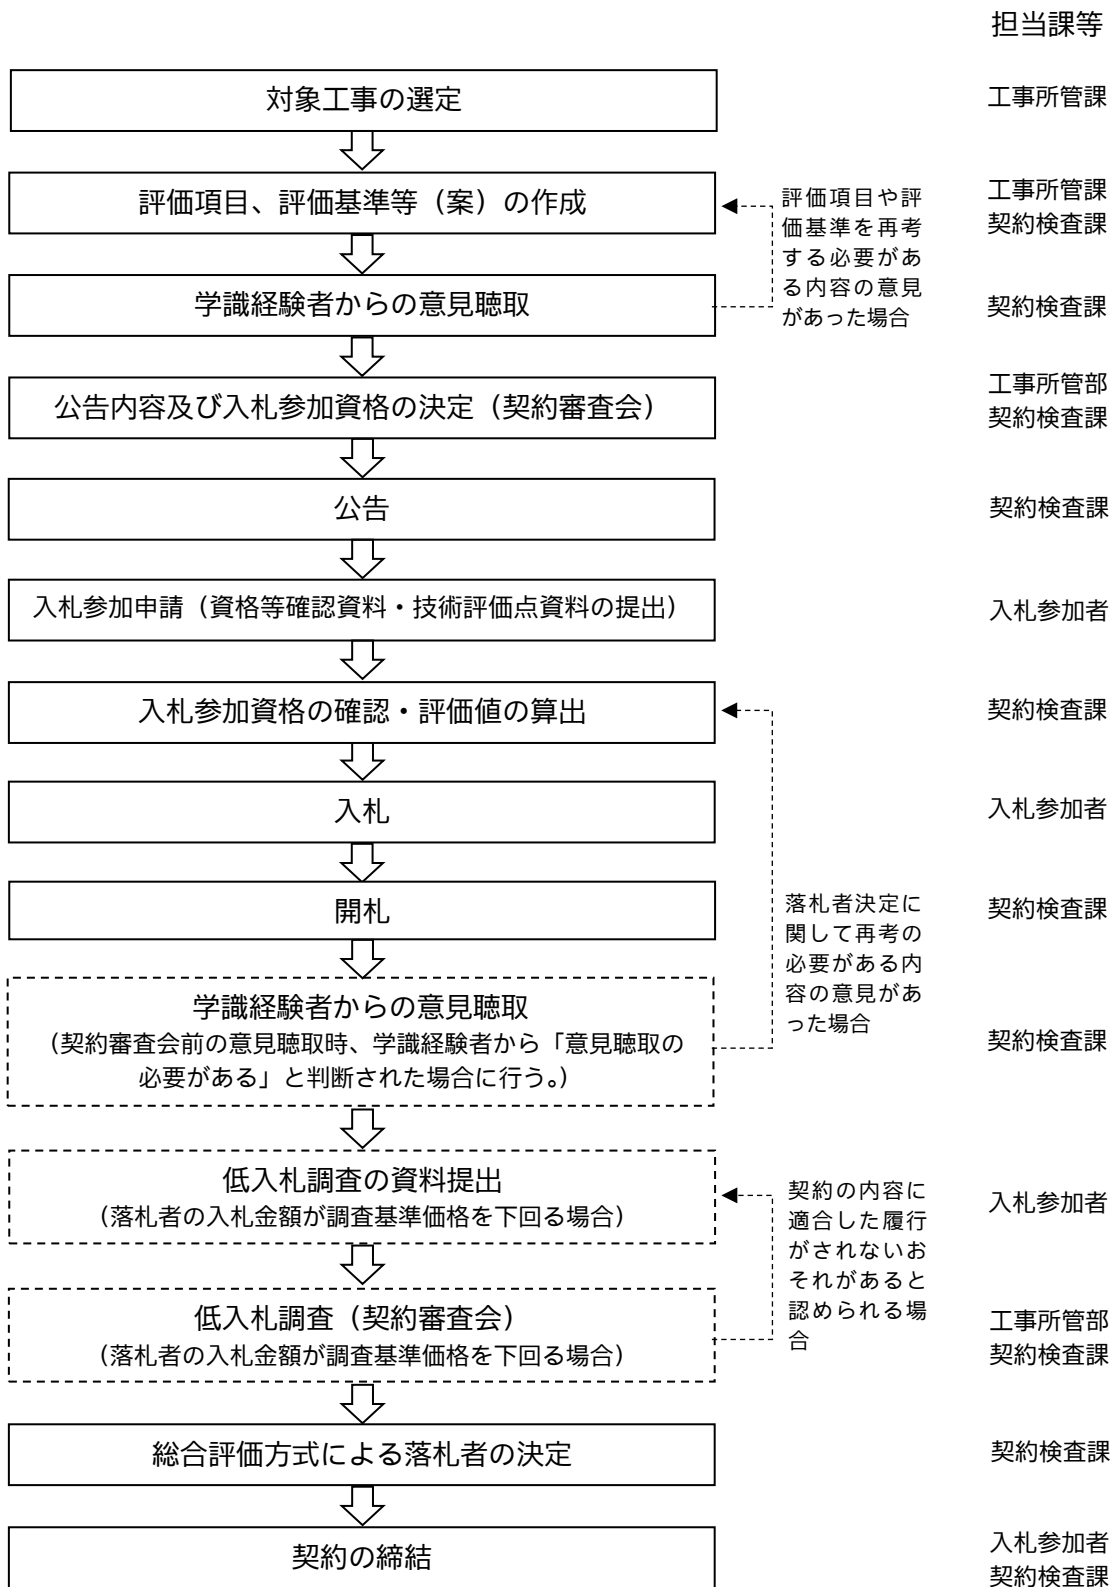 担当課等
対象工事の選定
工事所管課
評価項目、評価基準等（案）の作成
工事所管課
契約検査課
評価項目や評
価基準を再考
する必要があ
る内容の意見
があった場合
学識経験者からの意見聴取
契約検査課
公告内容及び入札参加資格の決定（契約審査会）
工事所管部
契約検査課
公告
契約検査課
入札参加申請（資格等確認資料・技術評価点資料の提出）
入札参加者
入札参加資格の確認・評価値の算出
契約検査課
入札
入札参加者
開札
契約検査課
落札者決定に
関して再考の
必要がある内
容の意見があ
った場合
学識経験者からの意見聴取
（契約審査会前の意見聴取時、学識経験者から「意見聴取の
必要がある」と判断された場合に行う。）
契約検査課
低入札調査の資料提出
（落札者の入札金額が調査基準価格を下回る場合）
入札参加者
契約の内容に
適合した履行
がされないお
それがあると
認められる場
合
低入札調査（契約審査会）
（落札者の入札金額が調査基準価格を下回る場合）
工事所管部
契約検査課
総合評価方式による落札者の決定
契約検査課
契約の締結
入札参加者
契約検査課